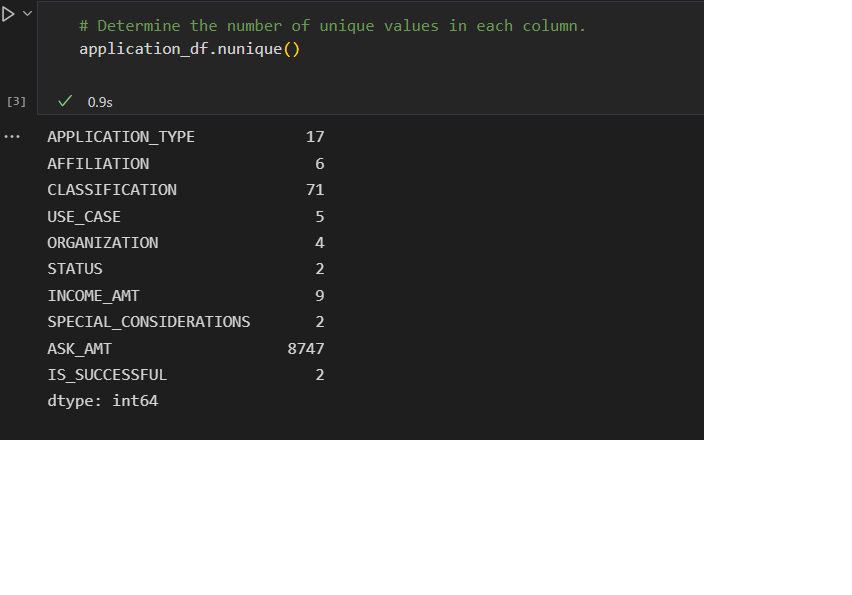 # Determine the number of unique values in each column.
application_df.nunique()
[3] 0.9s
... APPLICATION_TYPE 17
AFFILIATION 6
CLASSIFICATION 71
USE_CASE 5
ORGANIZATION 4
STATUS 2
INCOME_AMT 9
SPECIAL_CONSIDERATIONS 2
ASK_AMT 8747
IS_SUCCESSFUL 2
dtype: int64